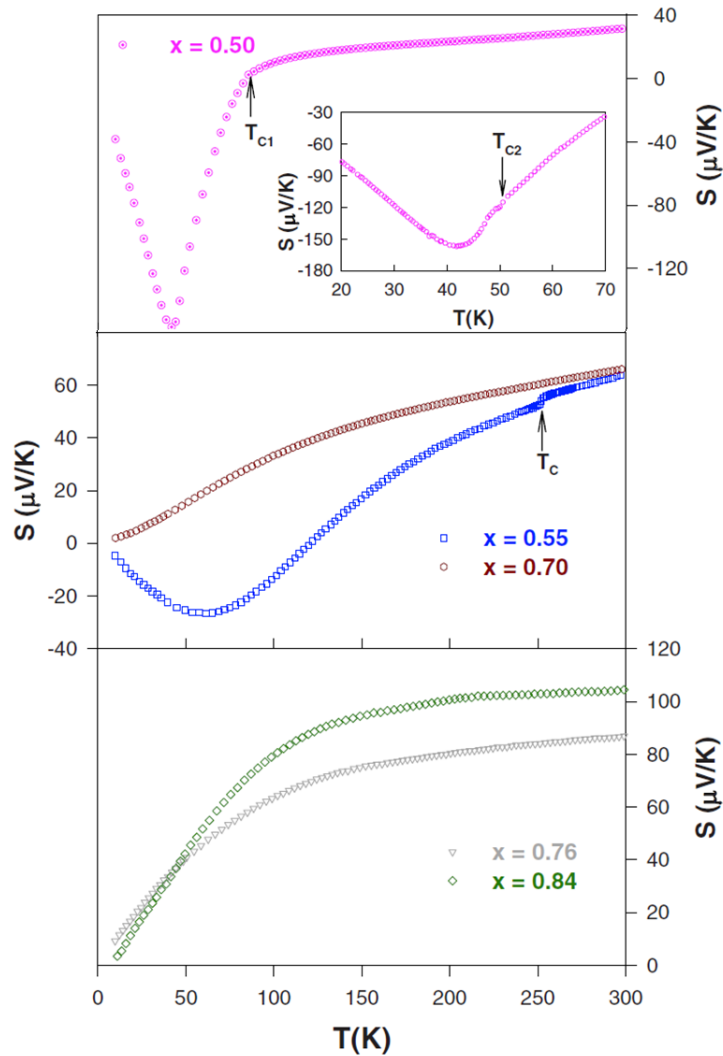 40
x = 0.50
0
T_C1
-30
T_C2
-40
S (μV/K)
-60
-90
S (μV/K)
-120
-80
-150
-180
-120
20 30 40 50 60 70
T(K)
60
40
S (μV/K)
T_C
20
0
x = 0.55
x = 0.70
-20
-40
120
100
80
S (μV/K)
60
x = 0.76
40
x = 0.84
20
0
0 50 100 150 200 250 300
T(K)